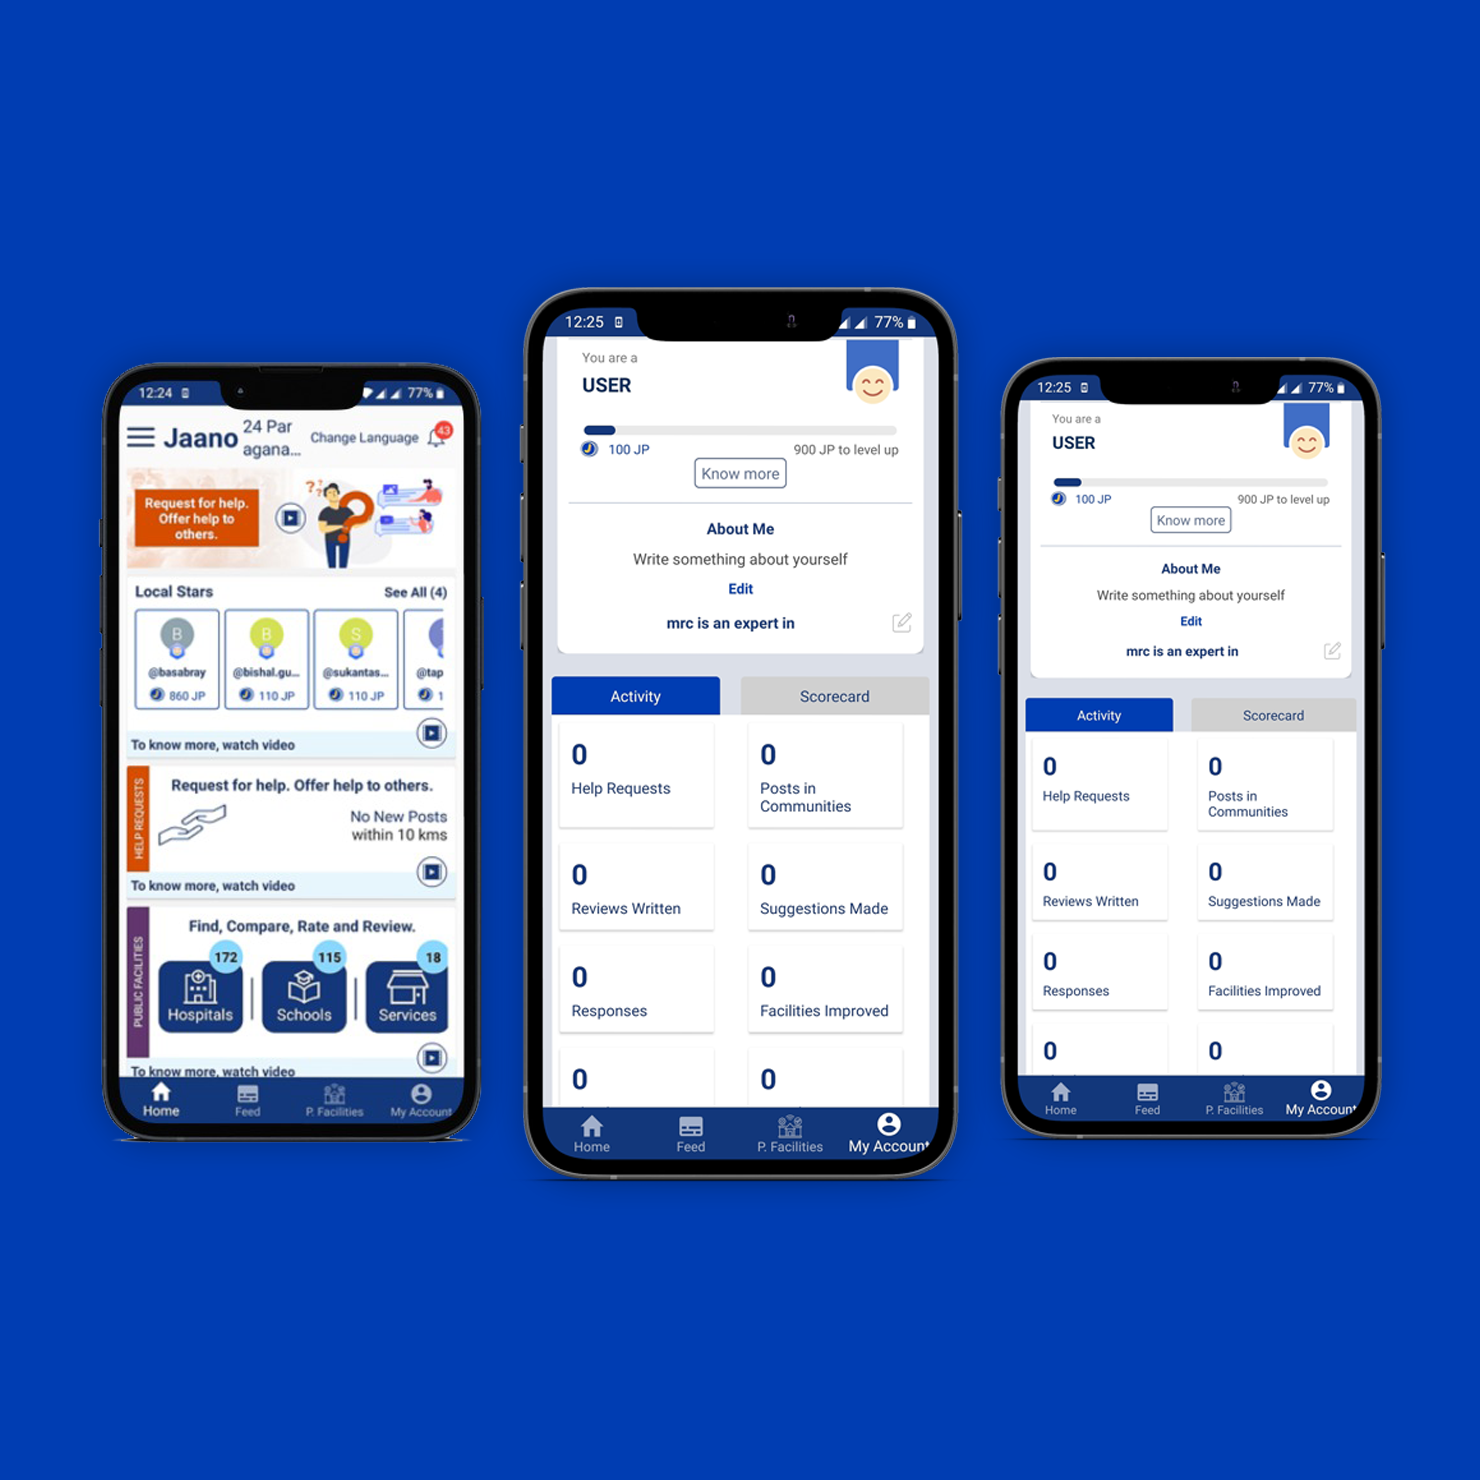 12:24
77%
Jaano
24 Par
agana...
Change Language
43
Request for help.
Offer help to
others.
Local Stars
See All (4)
B
B
S
@basabray
@bishal.gu...
@sukantas...
@tap
860 JP
110 JP
110 JP
1
To know more, watch video
HELP REQUESTS
Request for help. Offer help to others.
No New Posts
within 10 kms
To know more, watch video
PUBLIC FACILITIES
Find, Compare, Rate and Review.
172
115
18
Hospitals
Schools
Services
To know more, watch video
Home
Feed
P. Facilities
My Account
12:25
77%
You are a
USER
100 JP
900 JP to level up
Know more
About Me
Write something about yourself
Edit
mrc is an expert in
Activity
Scorecard
0
Help Requests
0
Posts in
Communities
0
Reviews Written
0
Suggestions Made
0
Responses
0
Facilities Improved
0
0
Home
Feed
P. Facilities
My Account
12:25
77%
You are a
USER
100 JP
900 JP to level up
Know more
About Me
Write something about yourself
Edit
mrc is an expert in
Activity
Scorecard
0
Help Requests
0
Posts in
Communities
0
Reviews Written
0
Suggestions Made
0
Responses
0
Facilities Improved
0
0
Home
Feed
P. Facilities
My Account